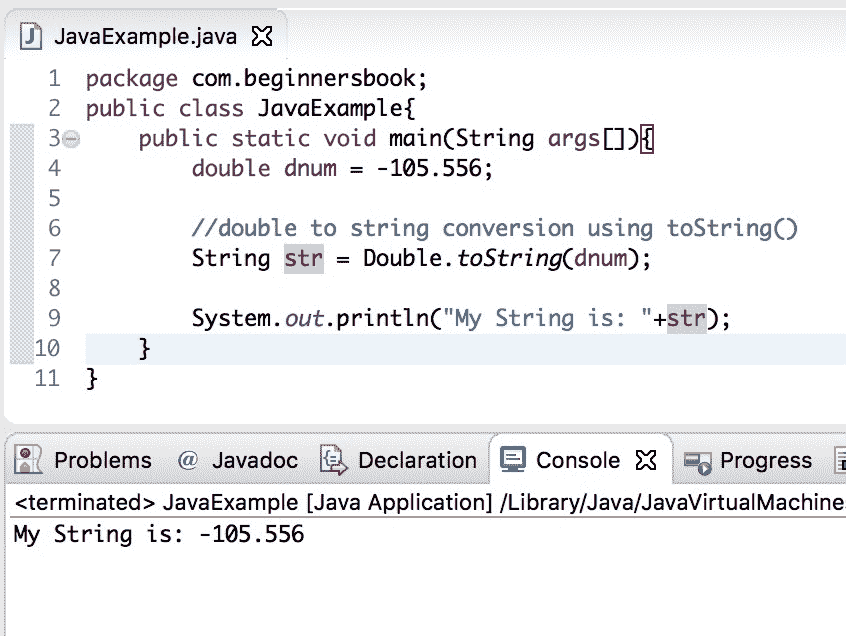 JavaExample.java
1 package com.beginnersbook;
2 public class JavaExample{
3 public static void main(String args[]){
4 double dnum = -105.556;
5
6 //double to string conversion using toString()
7 String str = Double.toString(dnum);
8
9 System.out.println("My String is: "+str);
10 }
11 }
Problems @ Javadoc Declaration Console Progress
<terminated> JavaExample [Java Application] /Library/Java/JavaVirtualMachine
My String is: -105.556